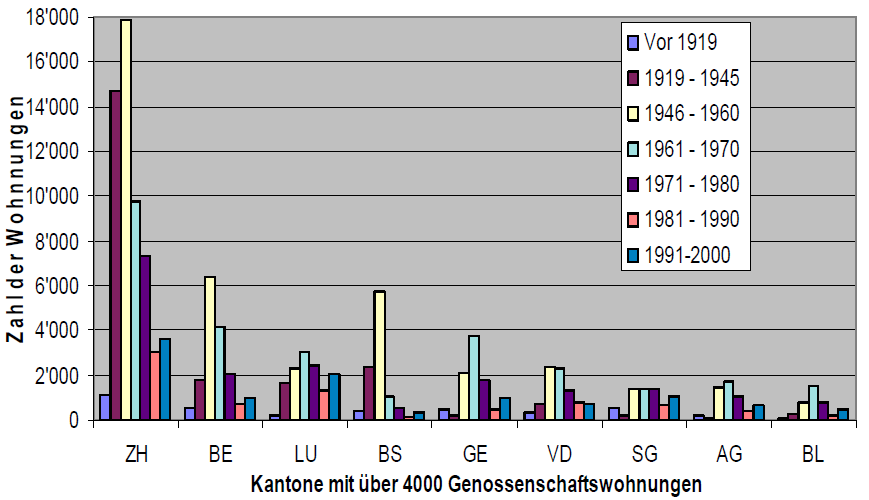 Zahl der Wohnnungen
18'000
16'000
14'000
12'000
10'000
8'000
6'000
4'000
2'000
0
Vor 1919
1919 - 1945
1946 - 1960
1961 - 1970
1971 - 1980
1981 - 1990
1991-2000
ZH BE LU BS GE VD SG AG BL
Kantone mit über 4000 Genossenschaftswohnungen